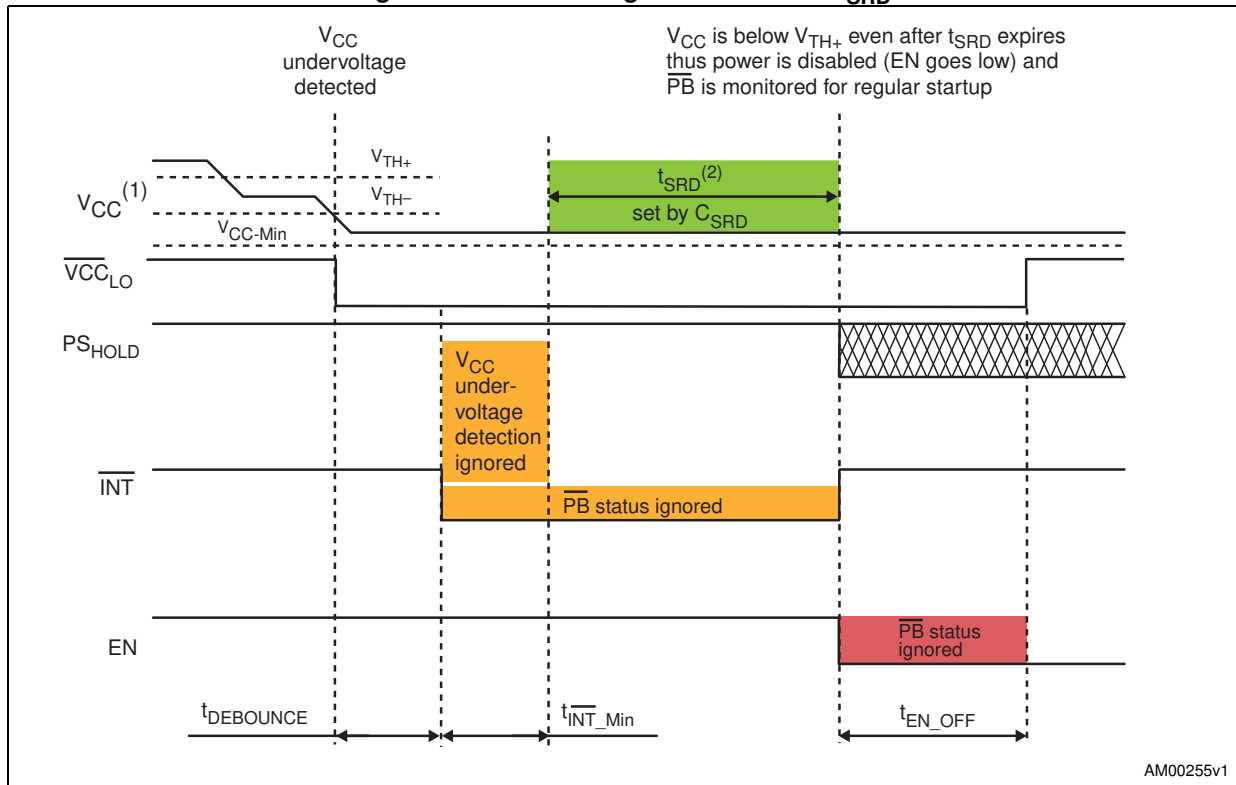 SRD
VCC
undervoltage
detected
VCC is below VTH+ even after tSRD expires
thus power is disabled (EN goes low) and
PB is monitored for regular startup
VTH+
VCC(1)
VTH–
VCC-Min
tSRD(2)
set by CSRD
VCCLO
PSHOLD
VCC
under-
voltage
detection
ignored
INT
PB status ignored
EN
PB status
ignored
tDEBOUNCE
tINT_Min
tEN_OFF
AM00255v1